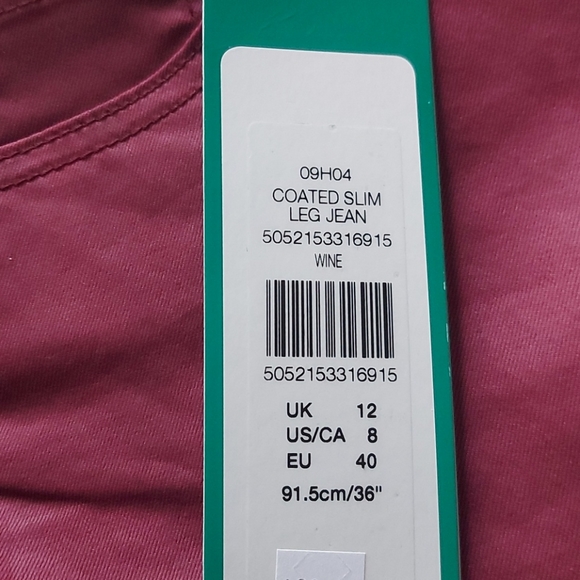 09H04
COATED SLIM
LEG JEAN
5052153316915
WINE
5052153316915
UK 12
US/CA 8
EU 40
91.5cm/36"